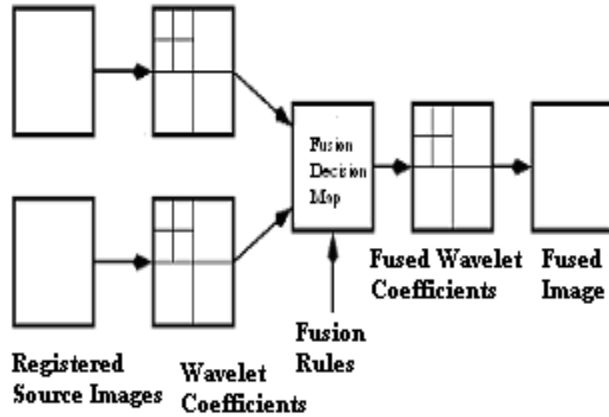 Fusion
Decision
Map
Fused Wavelet
Coefficients
Fused
Image
Fusion
Rules
Registered
Source Images
Wavelet
Coefficients